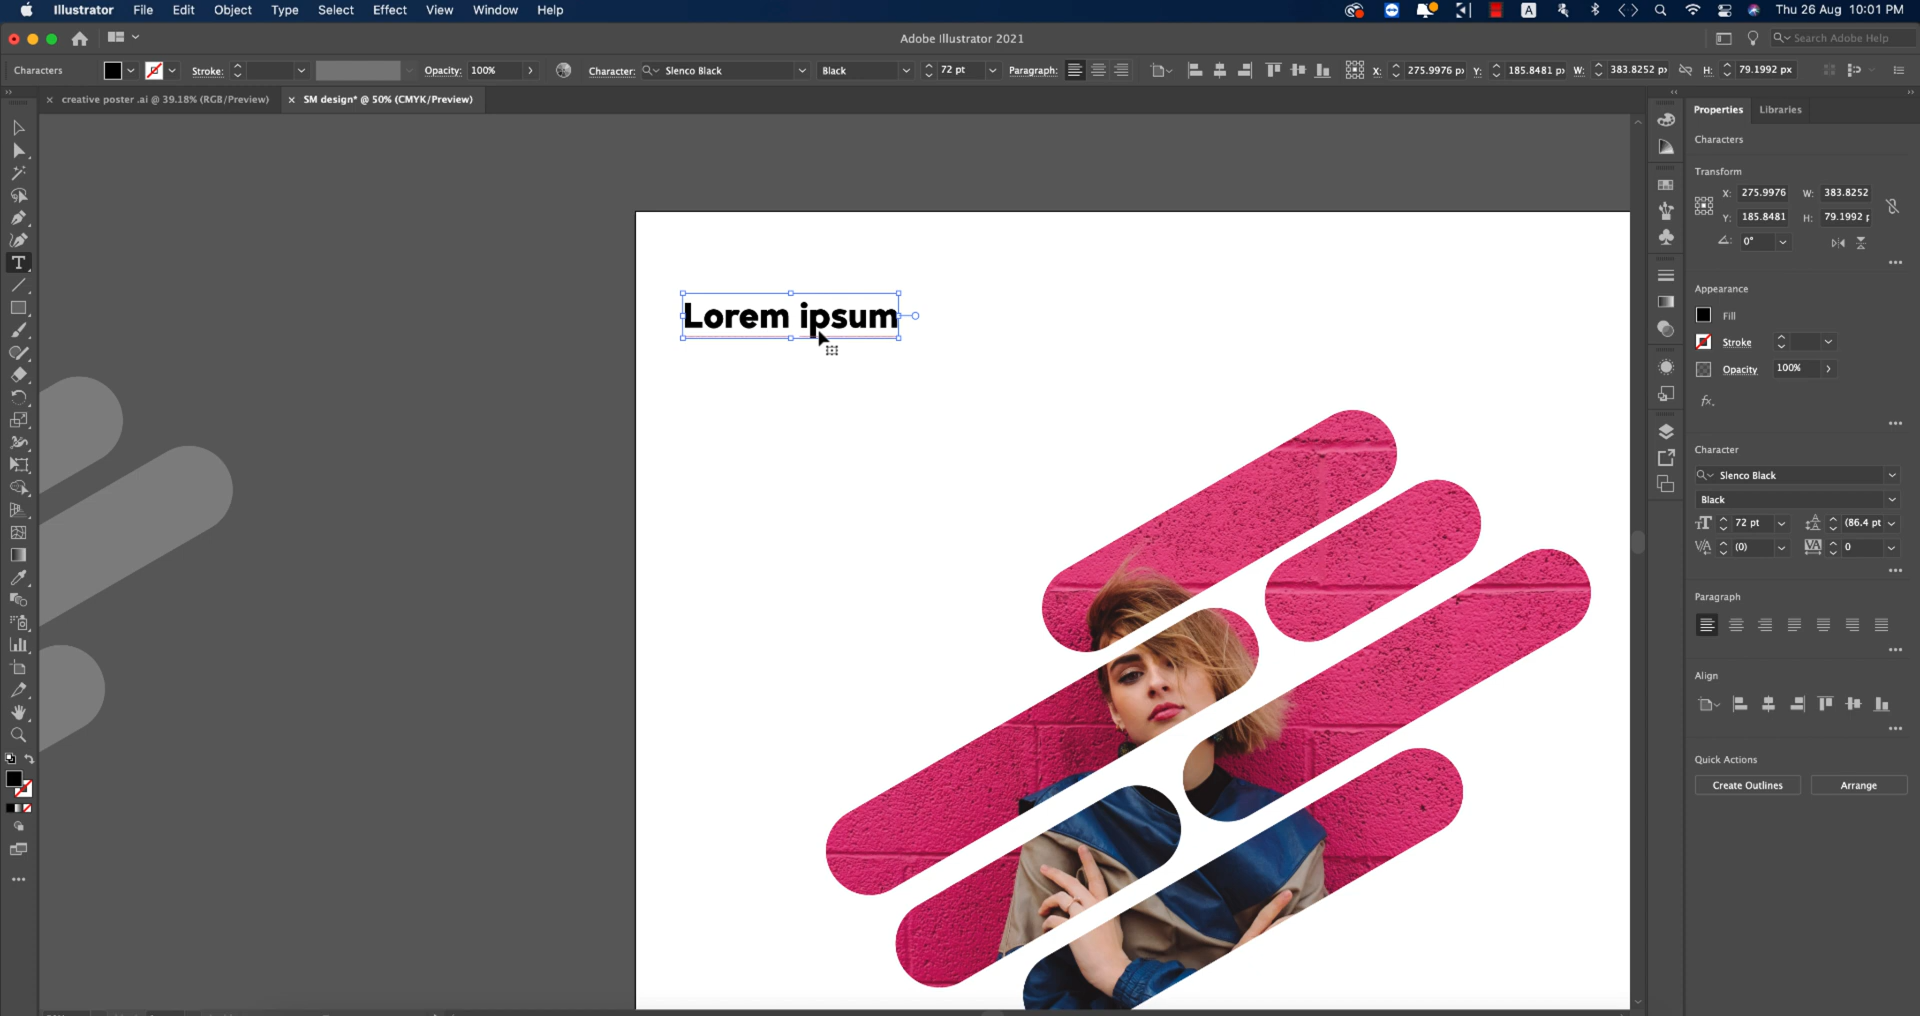 Illustrator File Edit Object Type Select Effect View Window Help
A
Thu 26 Aug 10:01 PM
Adobe Illustrator 2021
Search Adobe Help
Characters
Stroke:
Opacity: 100%
Character: Slenco Black
Black
72 pt
Paragraph:
X: 275.9976 px
Y: 185.8481 px
W: 383.8252 px
H: 79.1992 px
creative poster .ai @ 39.18% (RGB/Preview)
SM design* @ 50% (CMYK/Preview)
Lorem ipsum
Properties Libraries
Characters
Transform
X: 275.9976 W: 383.8252
Y: 185.8481 H: 79.1992 p
0°
Appearance
Fill
Stroke
Opacity 100%
fx.
Character
Slenco Black
Black
72 pt (86.4 pt
(0) 0
Paragraph
Align
Quick Actions
Create Outlines Arrange